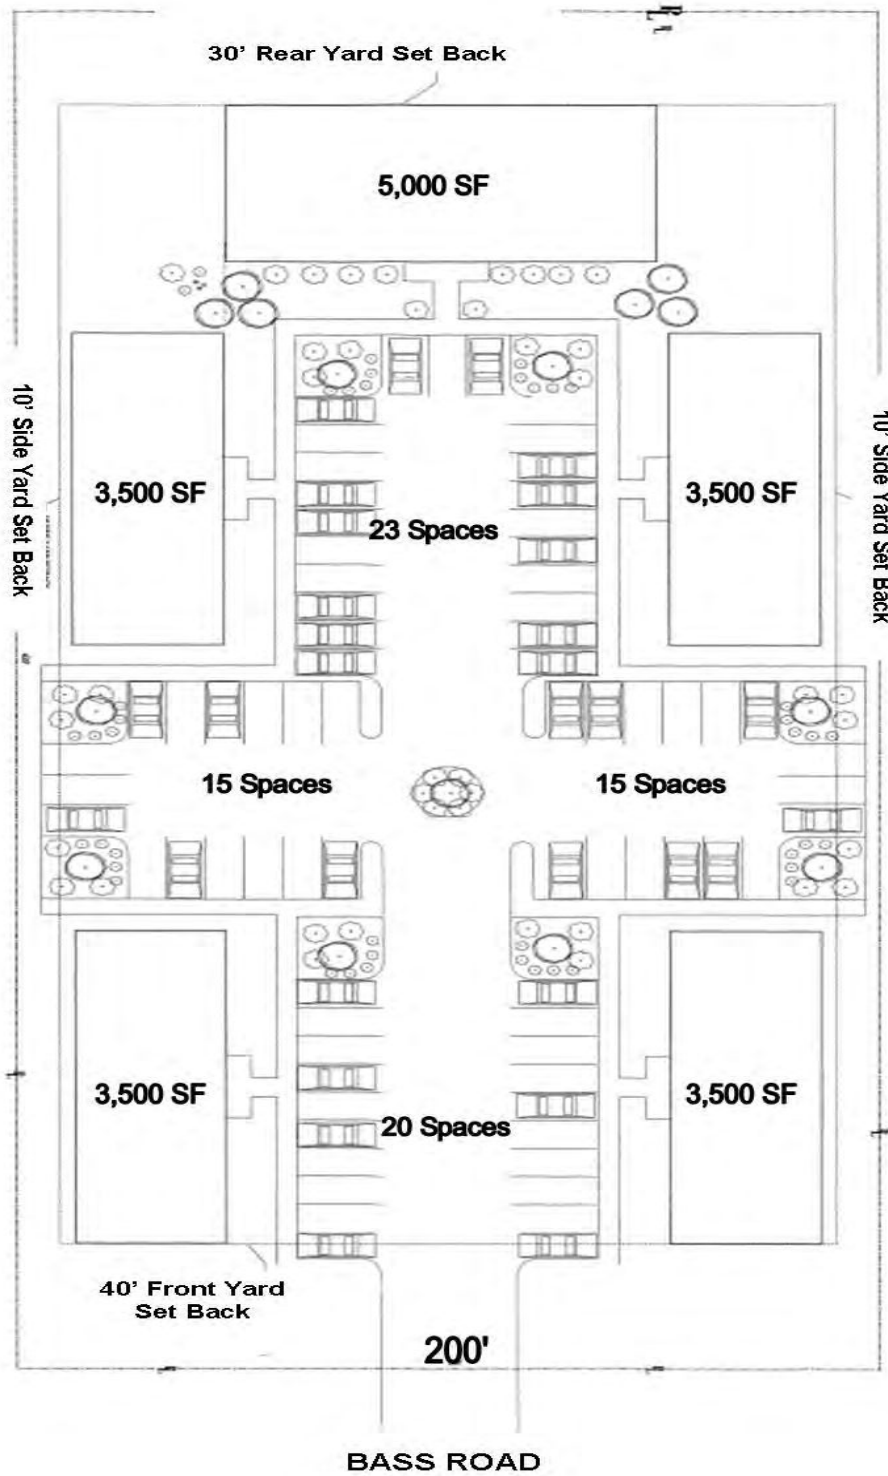 30' Rear Yard Set Back
5,000 SF
10' Side Yard Set Back
10' Side Yard Set Back
3,500 SF
3,500 SF
23 Spaces
15 Spaces
15 Spaces
3,500 SF
3,500 SF
20 Spaces
40' Front Yard
Set Back
200'
BASS ROAD